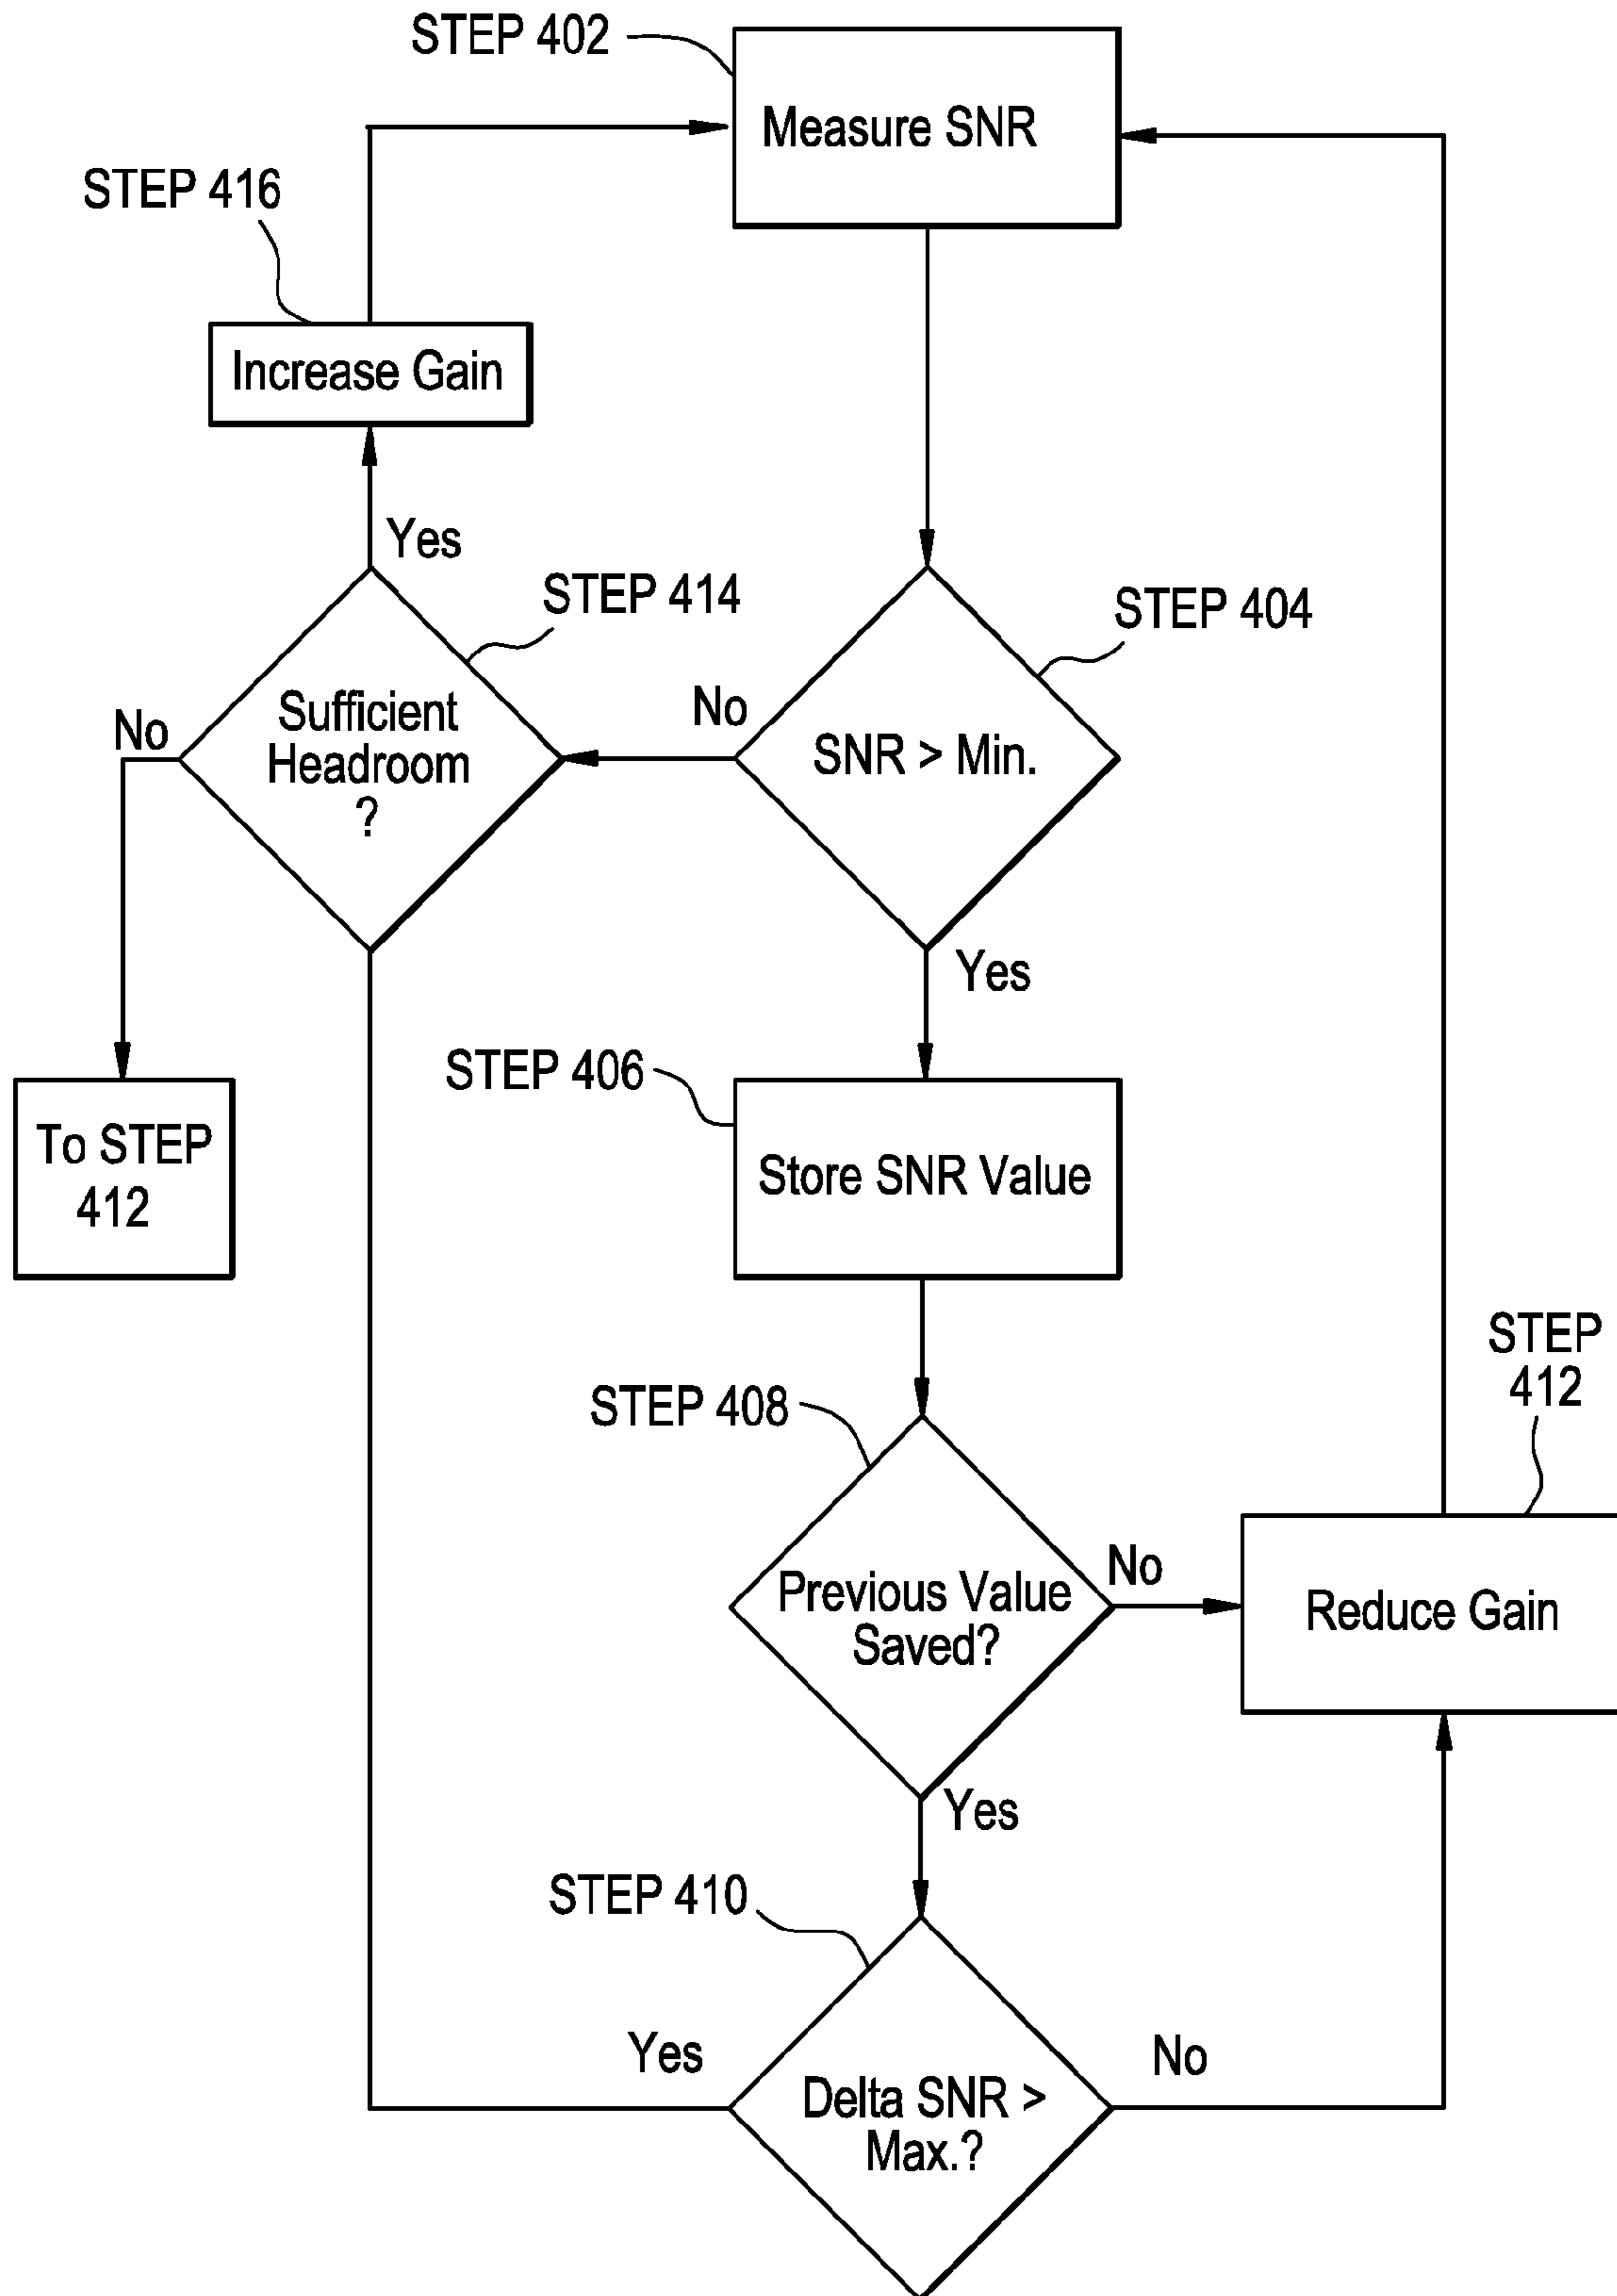 STEP 402
Measure SNR
STEP 416
Increase Gain
Yes
STEP 414
STEP 404
No
Sufficient
Headroom
?
No
SNR > Min.
Yes
STEP 406
To STEP
412
Store SNR Value
STEP
412
STEP 408
Previous Value
Saved?
No
Reduce Gain
Yes
STEP 410
Yes
No
Delta SNR >
Max.?